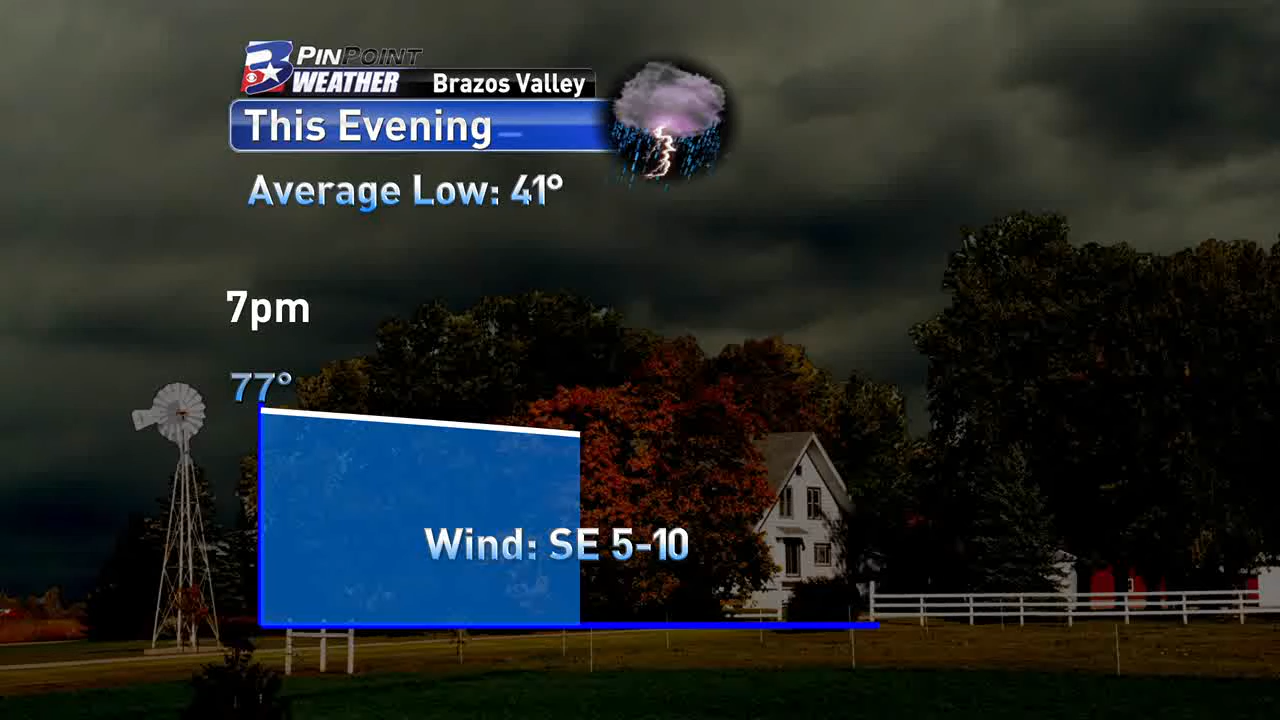 PINPOINT
WEATHER Brazos Valley
This Evening
Average Low: 41°
7pm
77°
Wind: SE 5-10